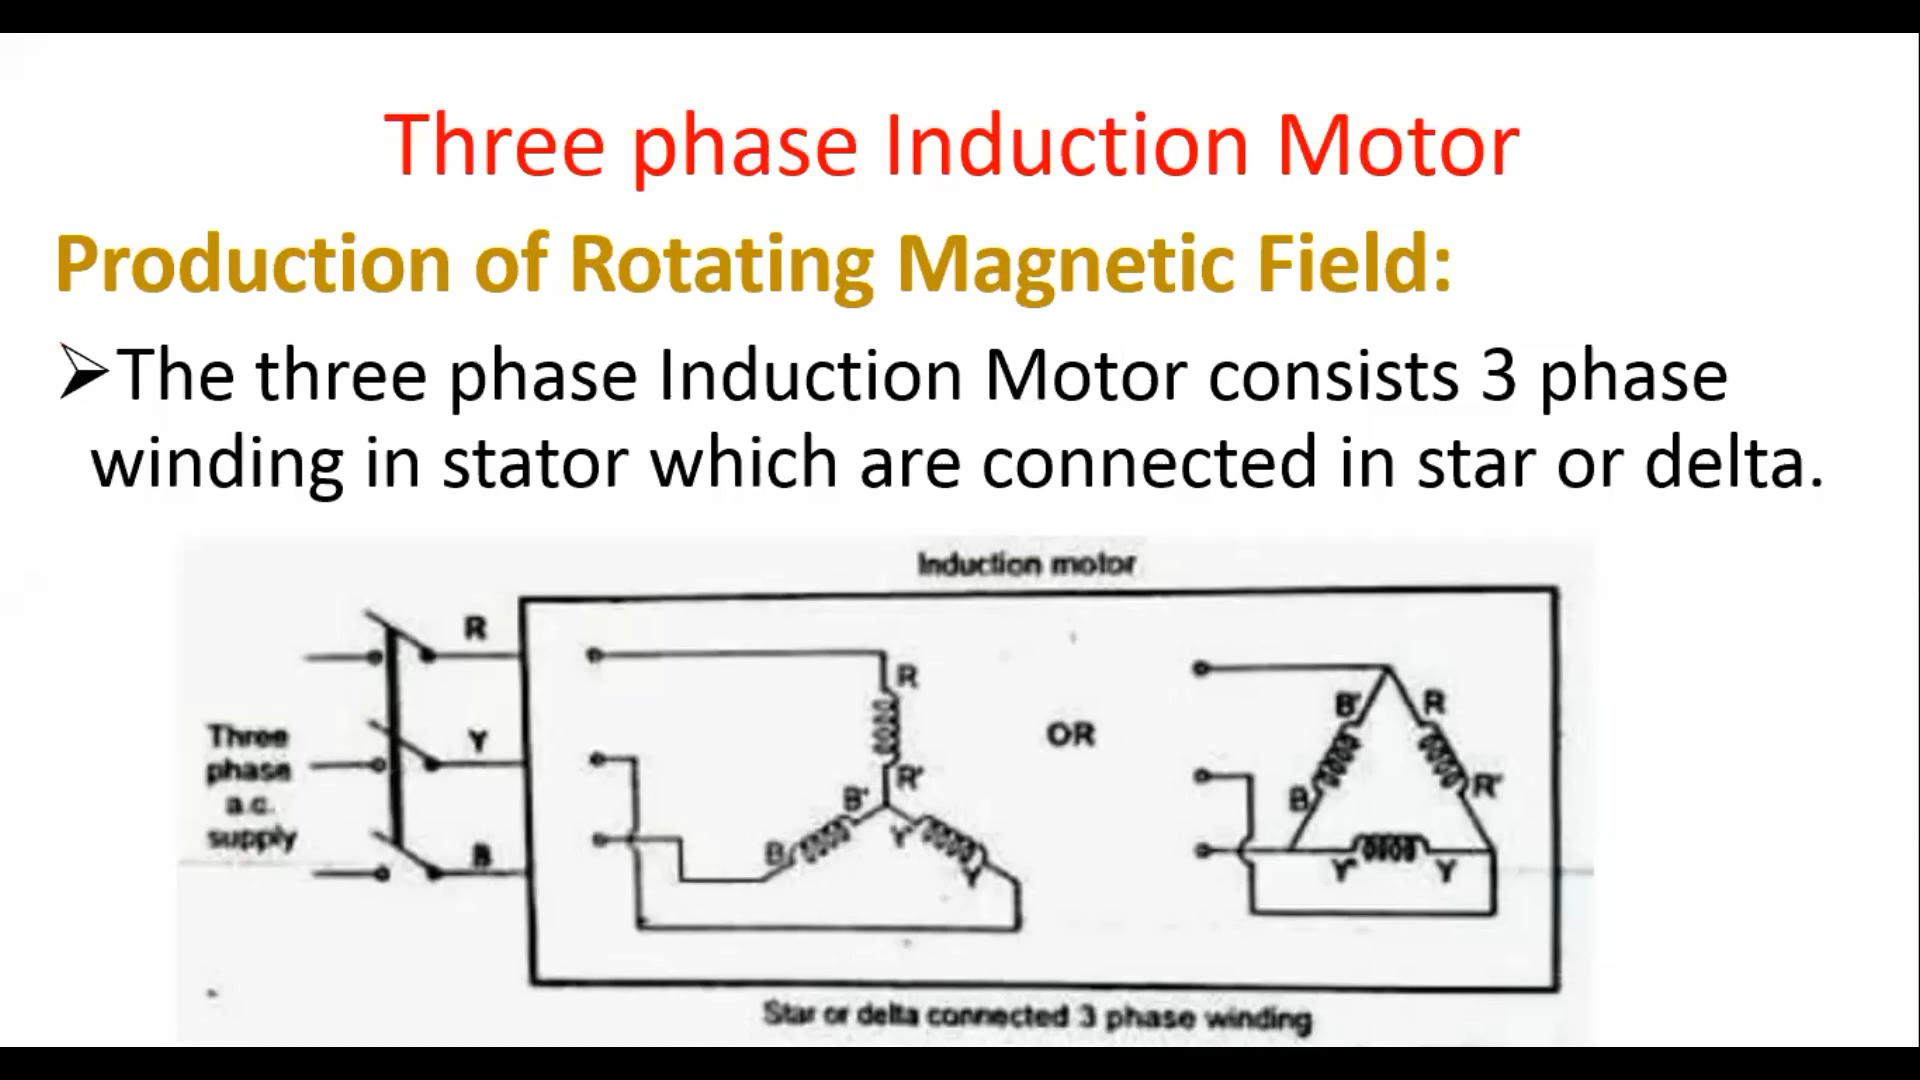 Three phase Induction Motor
Production of Rotating Magnetic Field:
➢The three phase Induction Motor consists 3 phase
winding in stator which are connected in star or delta.
Induction motor
R
Y
B
Three
phase
a.c.
supply
R
R'
B'
B
Y'
Y
OR
B'
R
B
R'
Y'
Y
Star or delta connected 3 phase winding